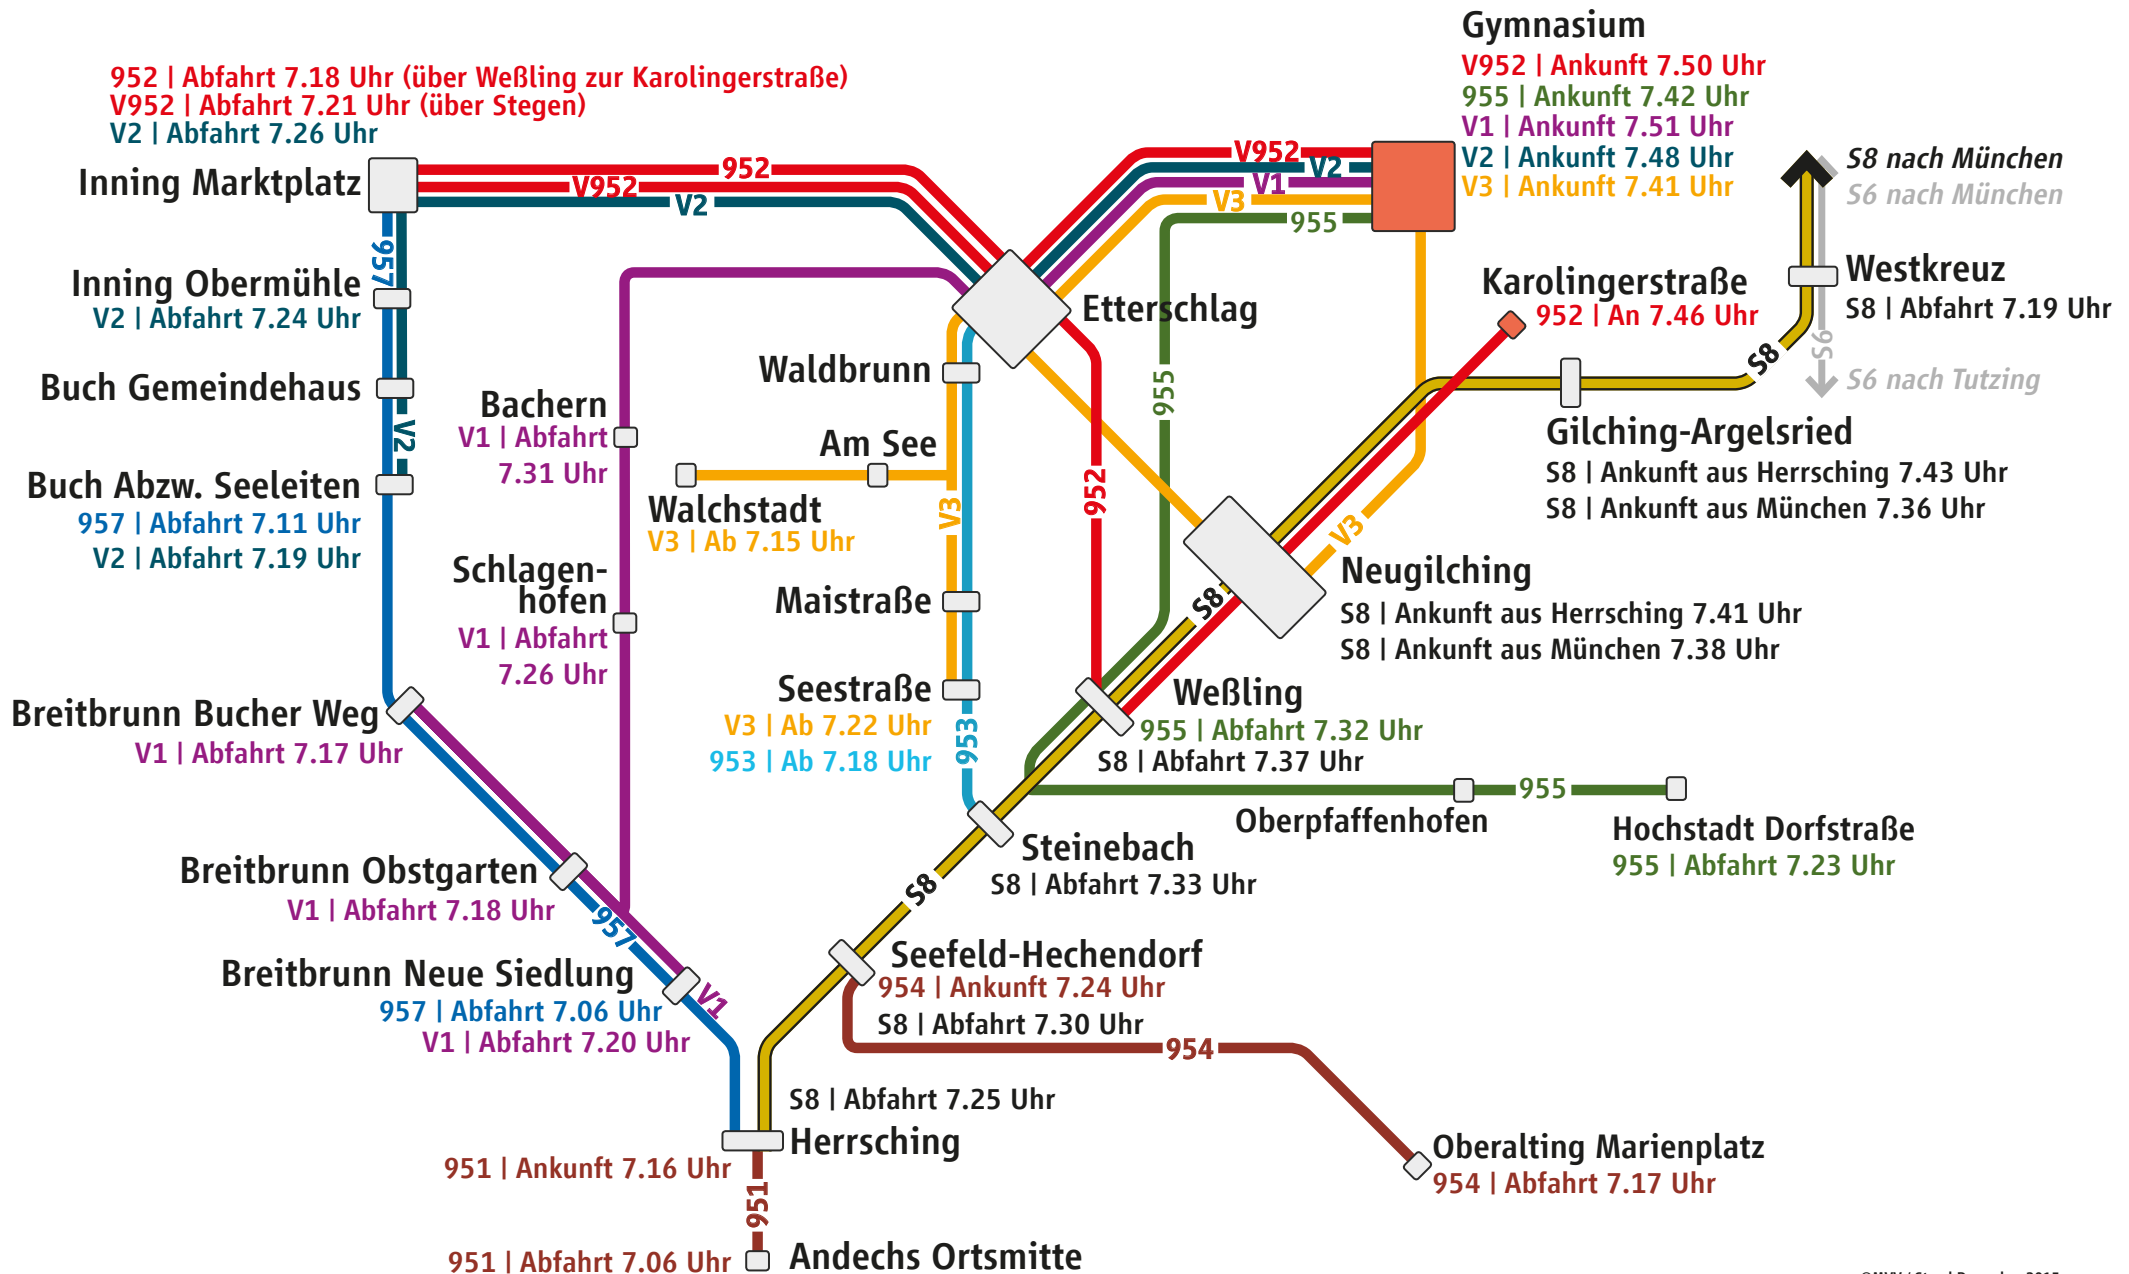 Gymnasium
V952 | Ankunft 7.50 Uhr
955 | Ankunft 7.42 Uhr
V1 | Ankunft 7.51 Uhr
V2 | Ankunft 7.48 Uhr
V3 | Ankunft 7.41 Uhr
952 | Abfahrt 7.18 Uhr (über Weßling zur Karolingerstraße)
V952 | Abfahrt 7.21 Uhr (über Stegen)
V2 | Abfahrt 7.26 Uhr
Inning Marktplatz
952
V952
V2
V952
V2
V1
V3
955
S8 nach München
S6 nach München
Westkreuz
S8 | Abfahrt 7.19 Uhr
S6
S6 nach Tutzing
S8
957
Inning Obermühle
V2 | Abfahrt 7.24 Uhr
Etterschlag
Karolingerstraße
952 | An 7.46 Uhr
Buch Gemeindehaus
V2
Waldbrunn
955
Bachern
V1 | Abfahrt
7.31 Uhr
Am See
Gilching-Argelsried
S8 | Ankunft aus Herrsching 7.43 Uhr
S8 | Ankunft aus München 7.36 Uhr
Buch Abzw. Seeleiten
957 | Abfahrt 7.11 Uhr
V2 | Abfahrt 7.19 Uhr
Walchstadt
V3 | Ab 7.15 Uhr
V3
952
V3
Schlagen-
hofen
V1 | Abfahrt
7.26 Uhr
Maistraße
S8
Neugilching
S8 | Ankunft aus Herrsching 7.41 Uhr
S8 | Ankunft aus München 7.38 Uhr
Seestraße
V3 | Ab 7.22 Uhr
953 | Ab 7.18 Uhr
953
Weßling
955 | Abfahrt 7.32 Uhr
S8 | Abfahrt 7.37 Uhr
Breitbrunn Bucher Weg
V1 | Abfahrt 7.17 Uhr
955
Oberpfaffenhofen
Hochstadt Dorfstraße
955 | Abfahrt 7.23 Uhr
Steinebach
S8 | Abfahrt 7.33 Uhr
Breitbrunn Obstgarten
V1 | Abfahrt 7.18 Uhr
957
S8
Seefeld-Hechendorf
954 | Ankunft 7.24 Uhr
S8 | Abfahrt 7.30 Uhr
Breitbrunn Neue Siedlung
957 | Abfahrt 7.06 Uhr
V1 | Abfahrt 7.20 Uhr
V1
954
S8 | Abfahrt 7.25 Uhr
Herrsching
951 | Ankunft 7.16 Uhr
951
Oberalting Marienplatz
954 | Abfahrt 7.17 Uhr
951 | Abfahrt 7.06 Uhr
Andechs Ortsmitte